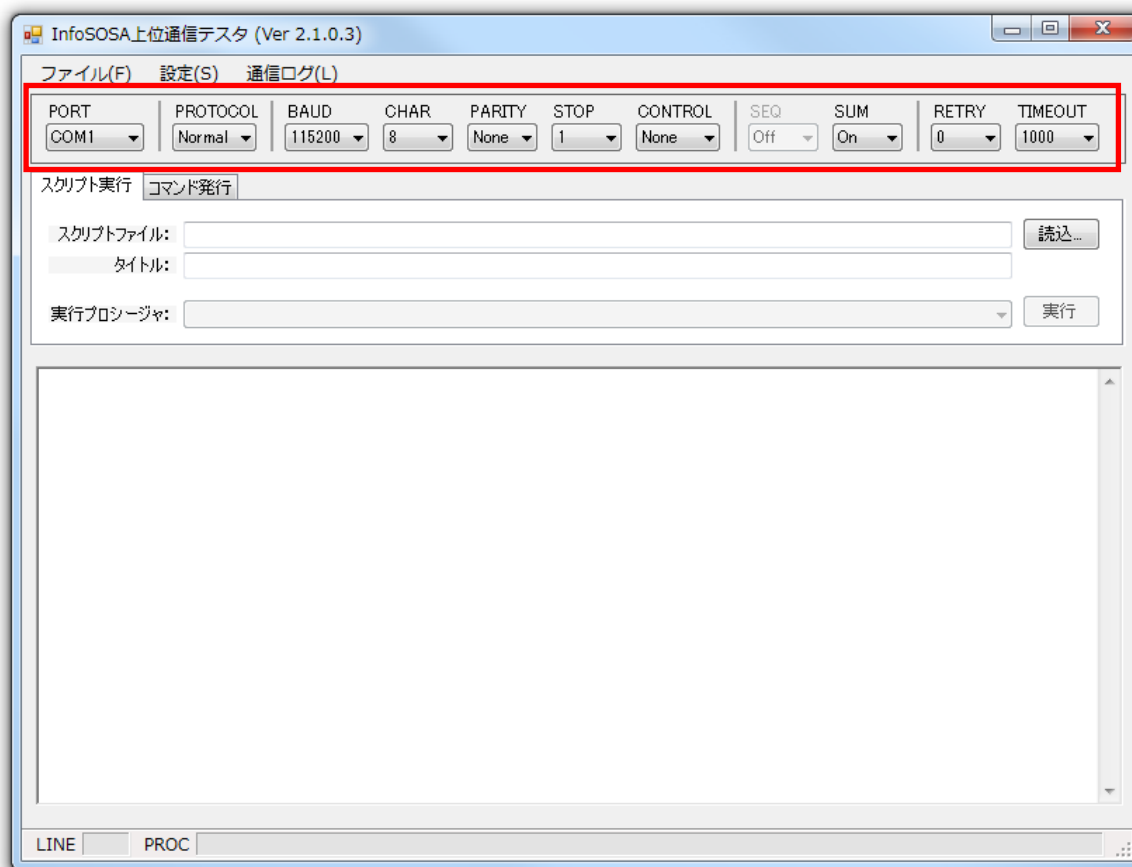 InfoSOSA上位通信テスタ (Ver 2.1.0.3)
ファイル(F) 設定(S) 通信ログ(L)
PORT PROTOCOL BAUD CHAR PARITY STOP CONTROL SEQ SUM RETRY TIMEOUT
COM1 Normal 115200 8 None 1 None Off On 0 1000
スクリプト実行 コマンド発行
スクリプトファイル: 読込...
タイトル:
実行プロシージャ: 実行
LINE PROC